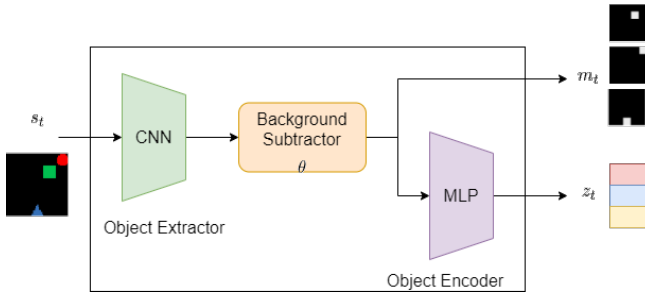 s_t
CNN
Object Extractor
Background
Subtractor
θ
MLP
Object Encoder
m_t
z_t